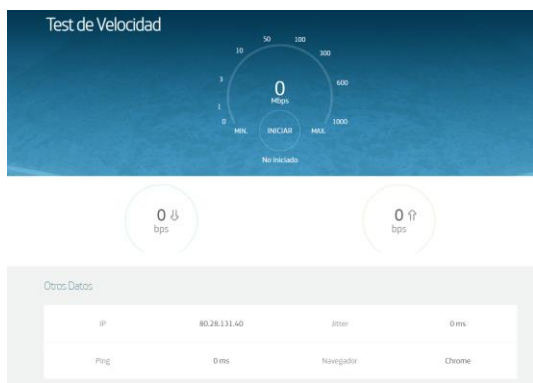 Test de Velocidad
50 100
10 300
3 600
0
Mbps
1
0 1000
MIN. INICIAR MAX.
No Iniciado
0 0
bps bps
Otros Datos
IP 80.28.131.40 Jitter 0 ms
Ping 0 ms Navegador Chrome